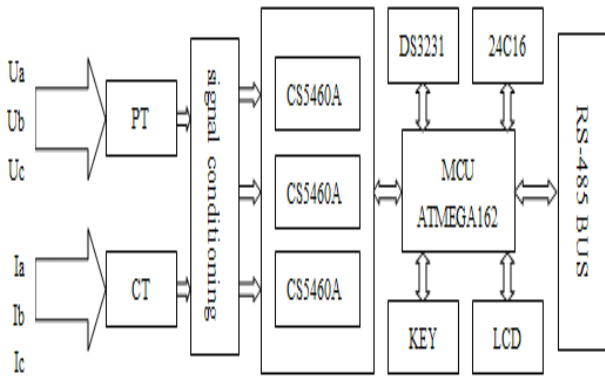 Ua
Ub
Uc
PT
Ia
Ib
Ic
CT
signal conditioning
CS5460A
CS5460A
CS5460A
DS3231
24C16
MCU
ATMEGA162
KEY
LCD
RS-485 BUS